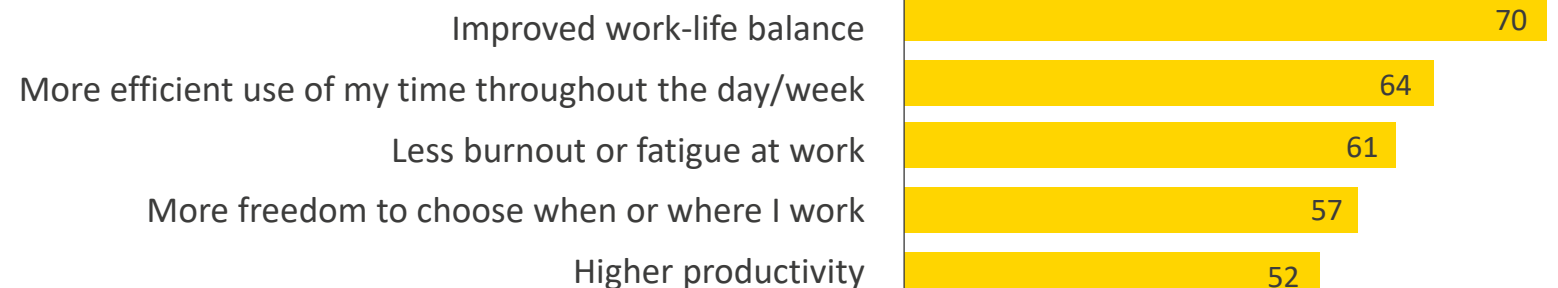 Improved work-life balance 70
More efficient use of my time throughout the day/week 64
Less burnout or fatigue at work 61
More freedom to choose when or where I work 57
Higher productivity 52